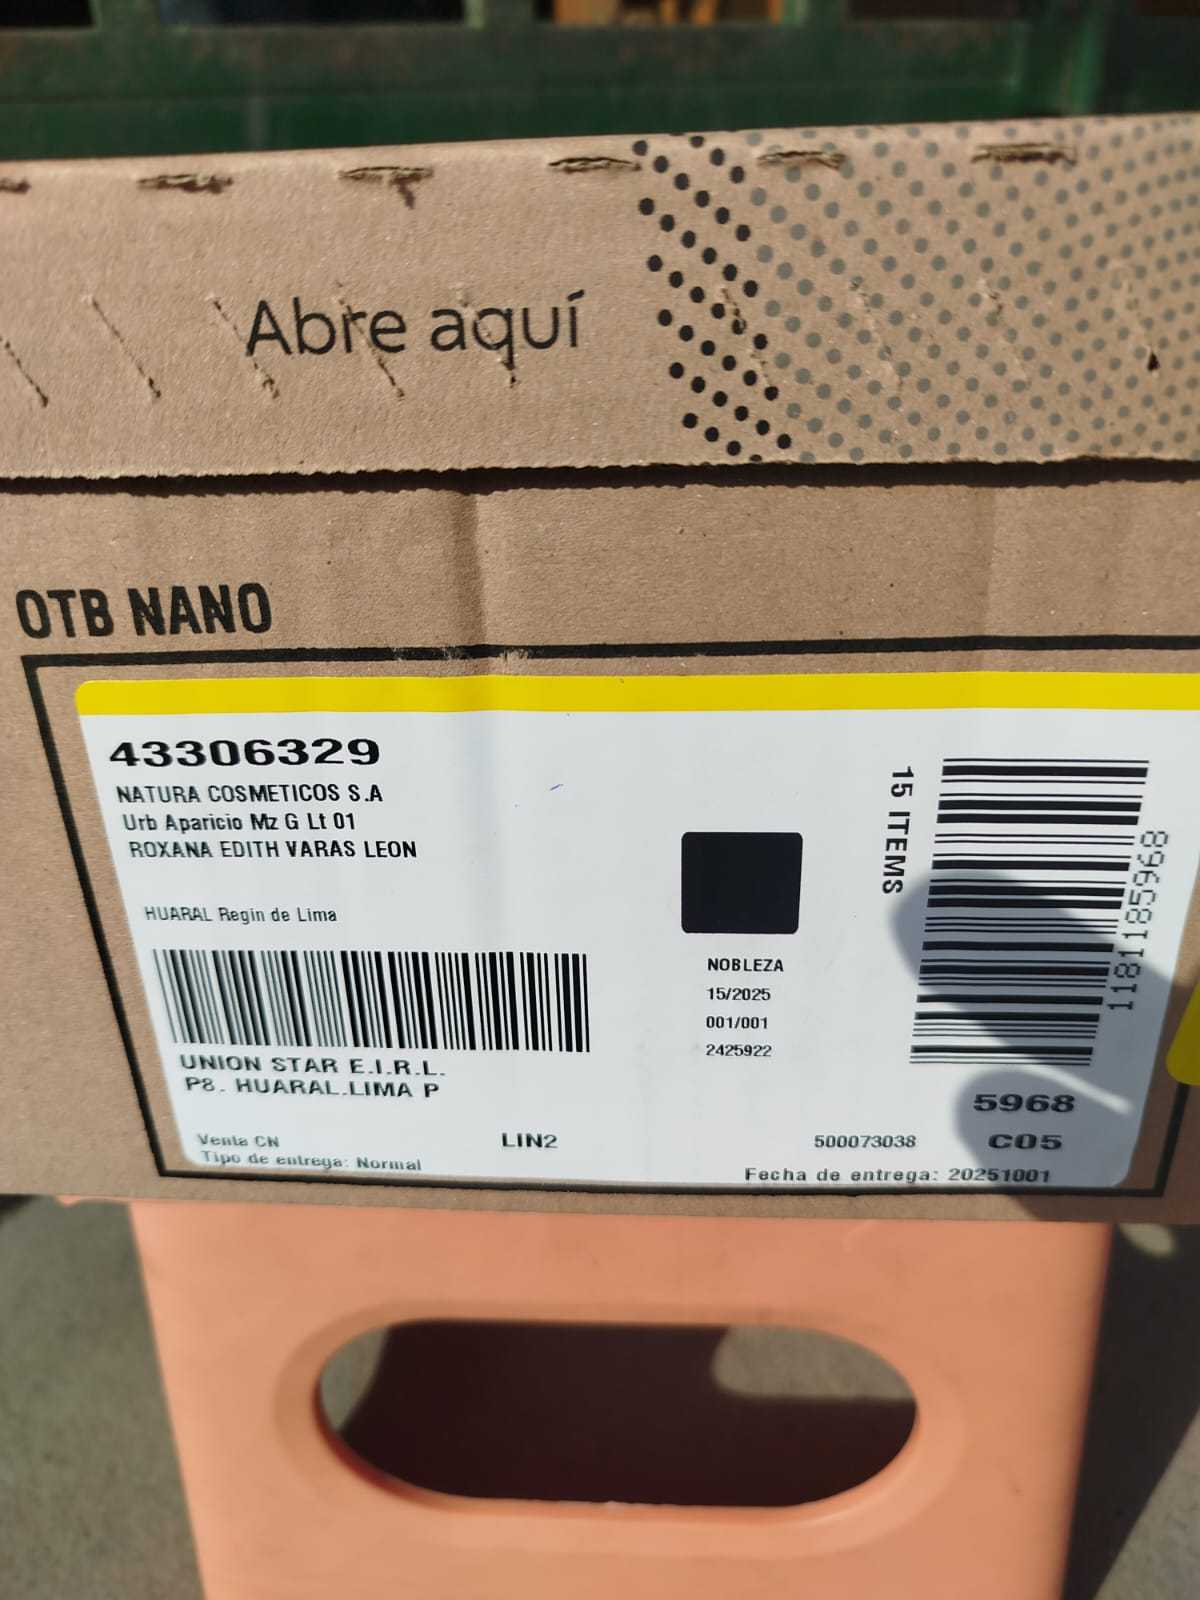 Abre aquí
OTB NANO
43306329
NATURA COSMETICOS S.A
Urb Aparicio Mz G Lt 01
ROXANA EDITH VARAS LEON
HUARAL Regin de Lima
UNION STAR E.I.R.L.
P8. HUARAL.LIMA P
Venta CN
Tipo de entrega: Normal
LIN2
NOBLEZA
15/2025
001/001
2425922
15 ITEMS
1181185968
5968
500073038
C05
Fecha de entrega: 20251001